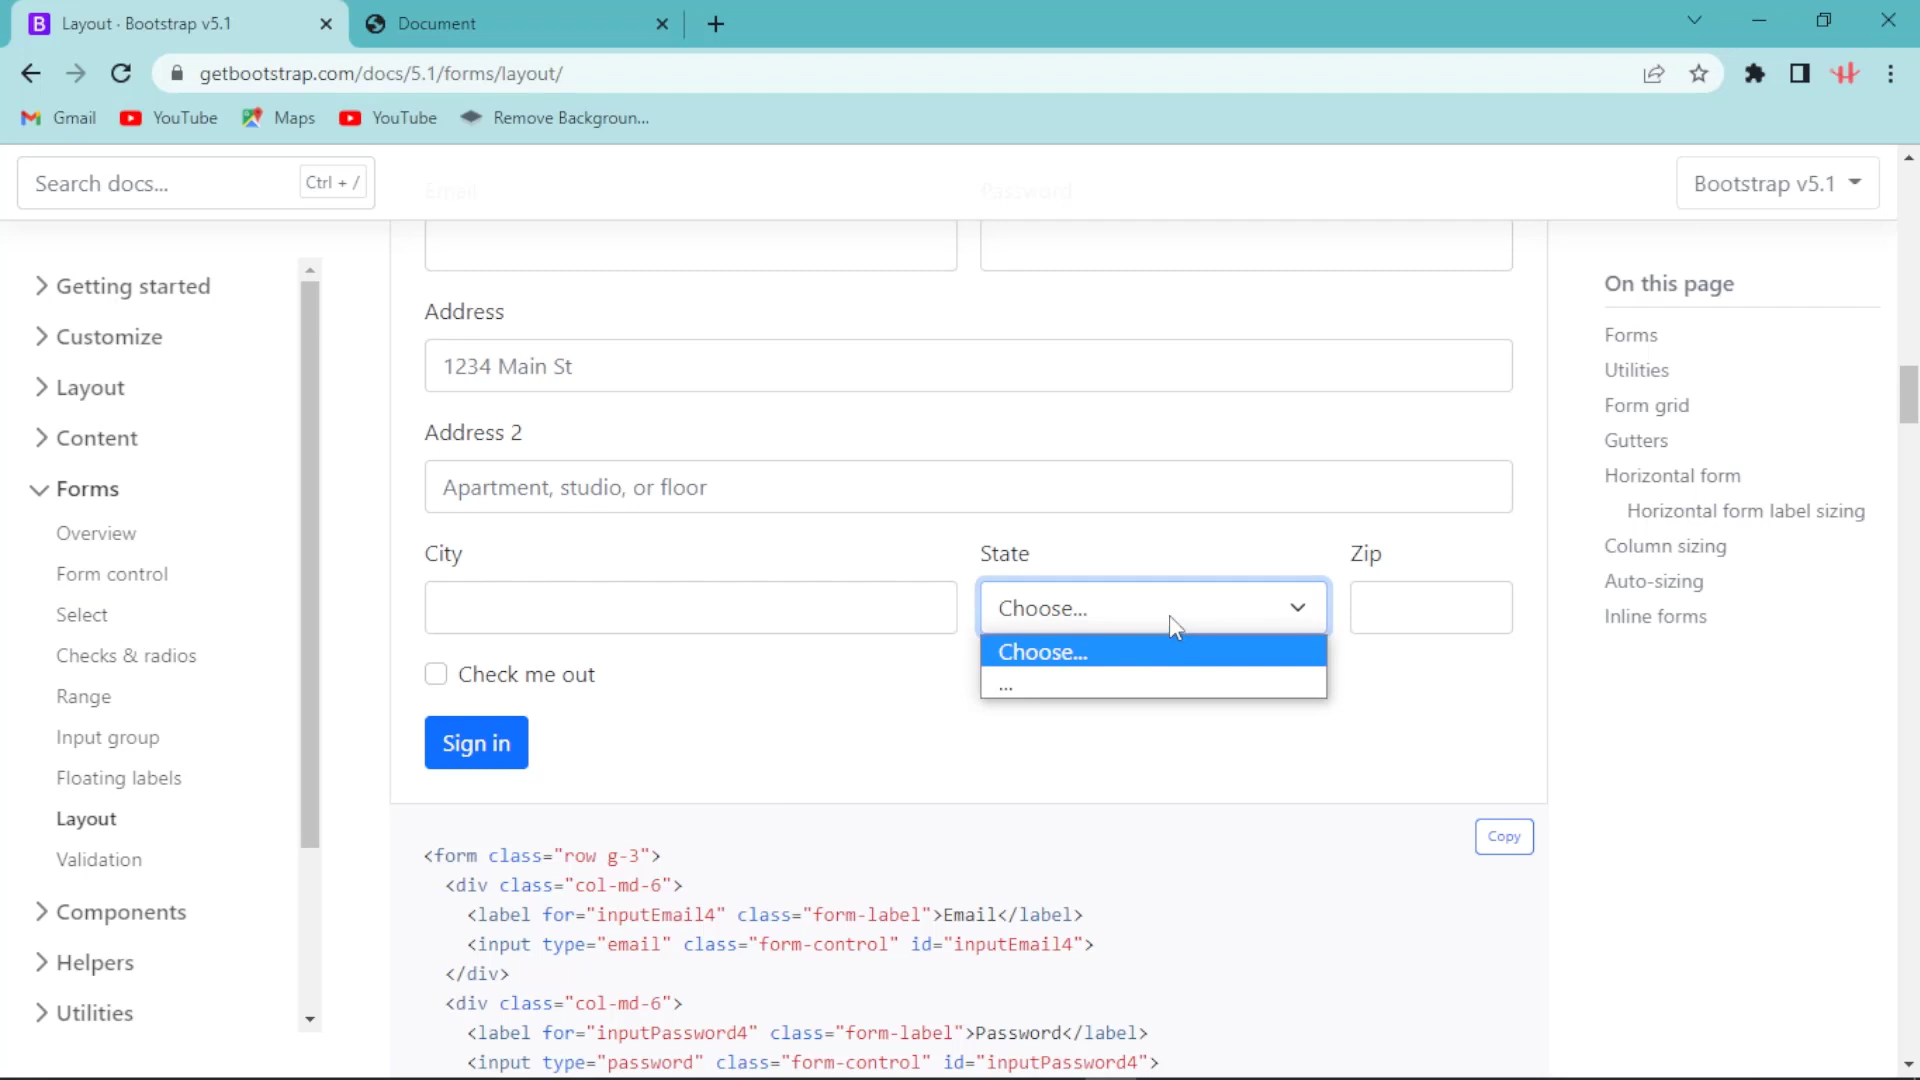 Layout · Bootstrap v5.1
Document
getbootstrap.com/docs/5.1/forms/layout/
Gmail
YouTube
Maps
YouTube
Remove Backgroun...
Search docs...
Ctrl + /
Bootstrap v5.1
Email
Password
Getting started
Customize
Layout
Content
Forms
Overview
Form control
Select
Checks & radios
Range
Input group
Floating labels
Layout
Validation
Components
Helpers
Utilities
Address
1234 Main St
Address 2
Apartment, studio, or floor
City
State
Zip
Choose...
Choose...
...
Check me out
Sign in
Copy
<form class="row g-3">
<div class="col-md-6">
<label for="inputEmail4" class="form-label">Email</label>
<input type="email" class="form-control" id="inputEmail4">
</div>
<div class="col-md-6">
<label for="inputPassword4" class="form-label">Password</label>
<input type="password" class="form-control" id="inputPassword4">
On this page
Forms
Utilities
Form grid
Gutters
Horizontal form
Horizontal form label sizing
Column sizing
Auto-sizing
Inline forms